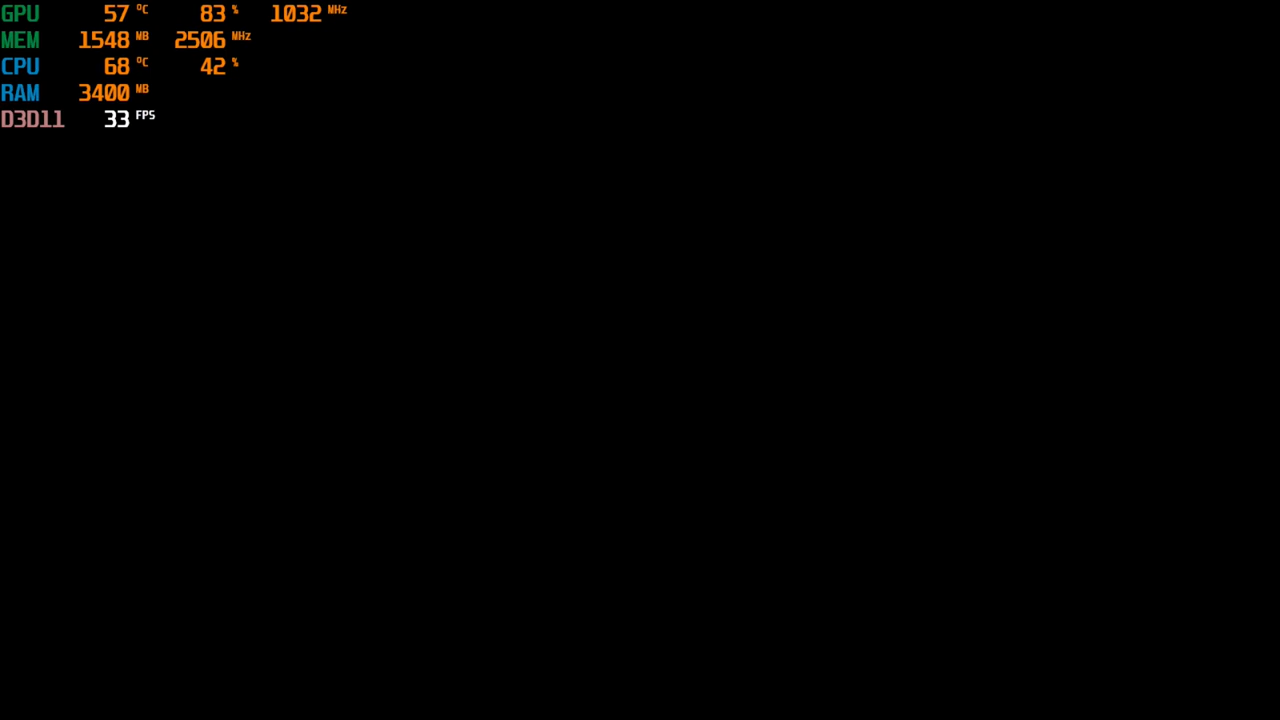 GPU 57 °C 83 % 1032 MHz
MEM 1548 MB 2506 MHz
CPU 68 °C 42 %
RAM 3400 MB
D3D11 33 FPS